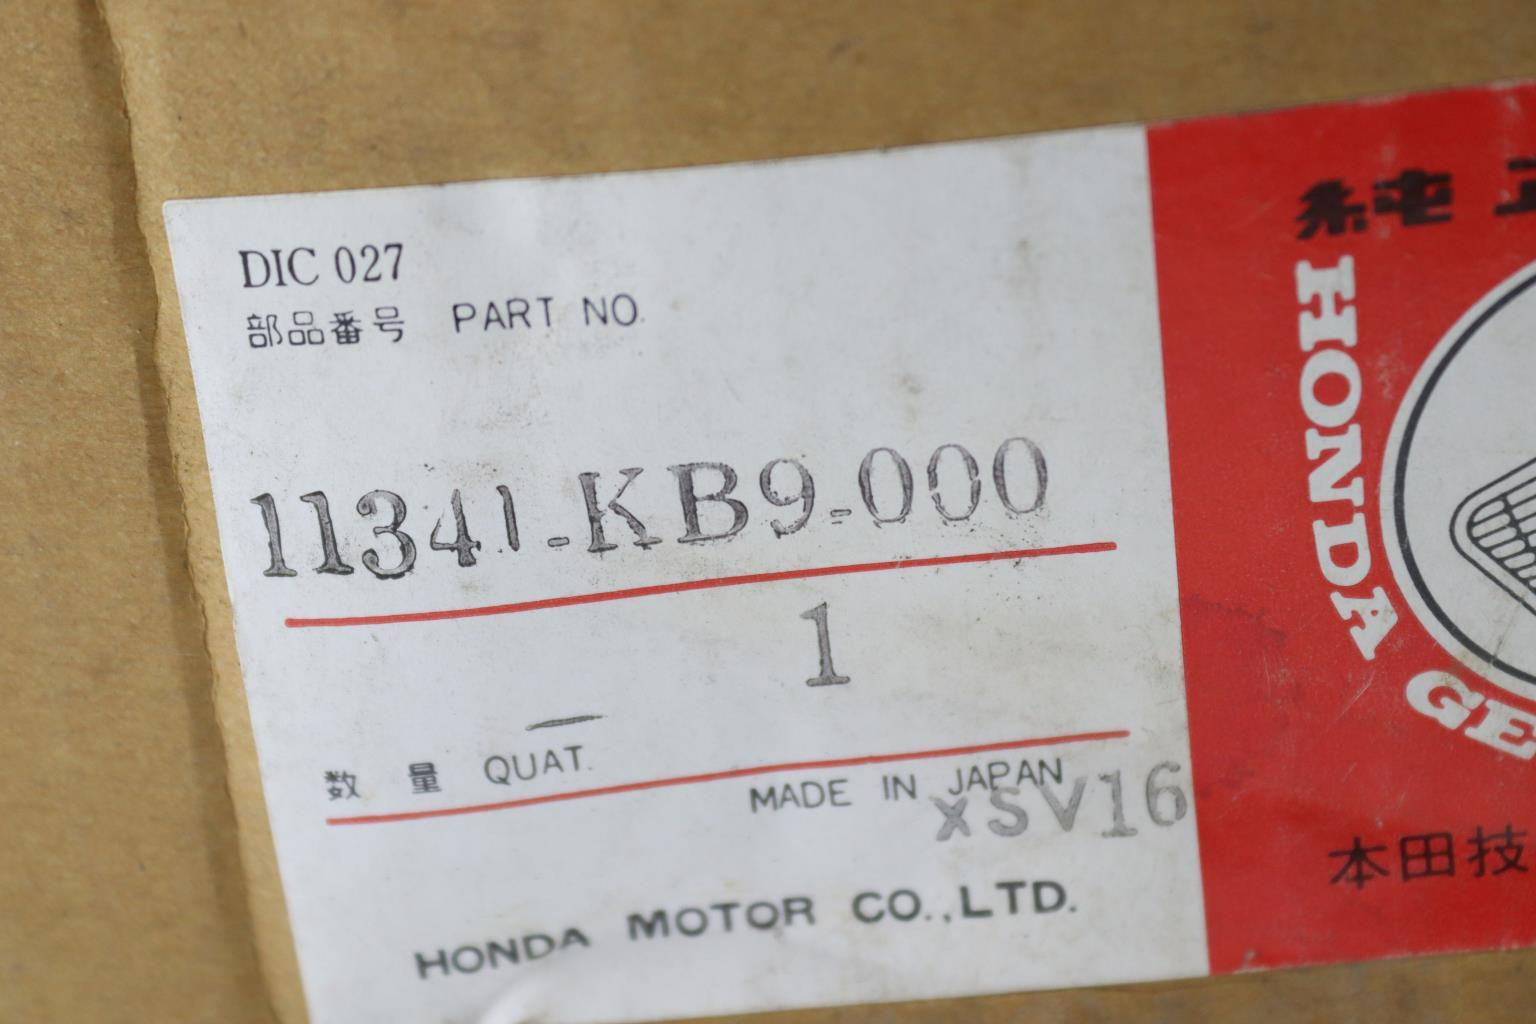 DIC 027
部品番号 PART NO.
11341-KB9-000
1
数量 QUAT.
MADE IN JAPAN
XSV16
HONDA MOTOR CO., LTD.
純
HONDA
本田技